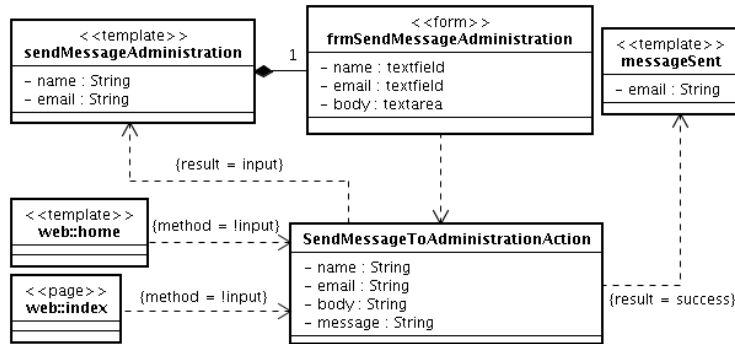 <<template>>
sendMessageAdministration
- name : String
- email : String
1
<<form>>
frmSendMessageAdministration
- name : textfield
- email : textfield
- body : textarea
<<template>>
messageSent
- email : String
{result = input}
<<template>>
web::home
{method = !input}
<<page>>
web::index
{method = !input}
SendMessageToAdministrationAction
- name : String
- email : String
- body : String
- message : String
{result = success}